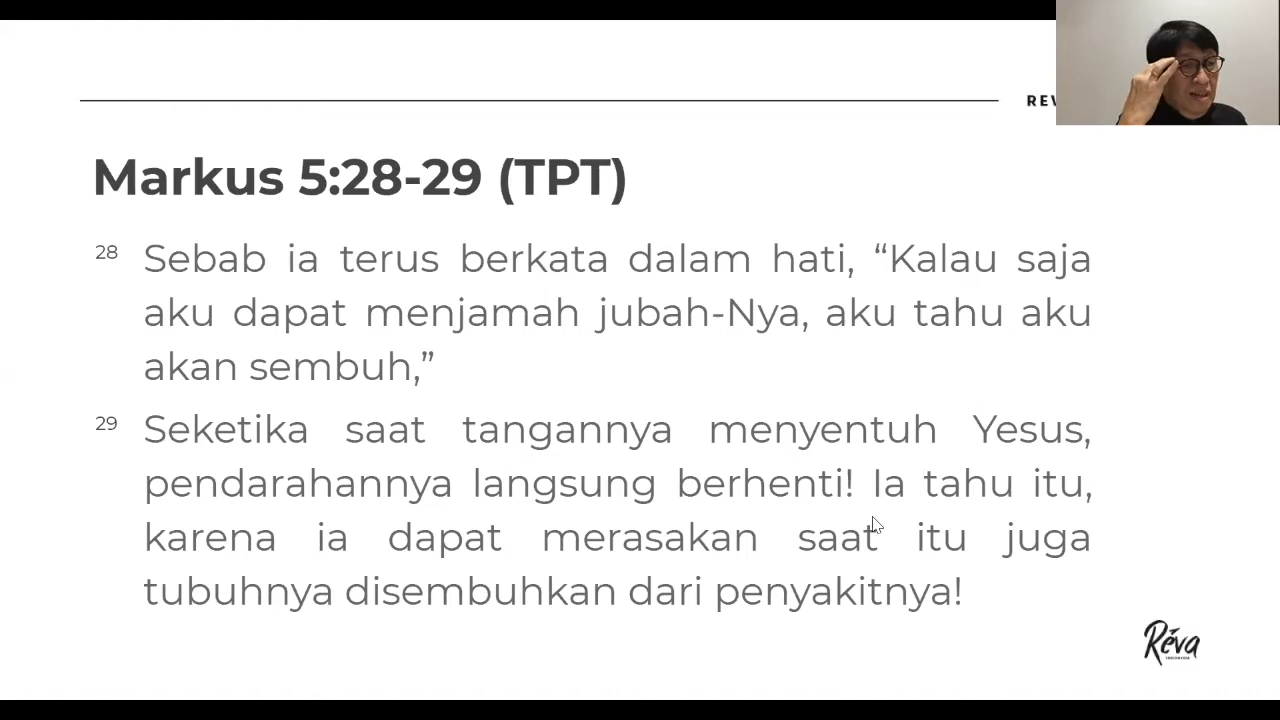 Markus 5:28-29 (TPT)
28 Sebab ia terus berkata dalam hati, “Kalau saja
aku dapat menjamah jubah-Nya, aku tahu aku
akan sembuh,”
29 Seketika saat tangannya menyentuh Yesus,
pendarahannya langsung berhenti! Ia tahu itu,
karena ia dapat merasakan saat itu juga
tubuhnya disembuhkan dari penyakitnya!
Réva